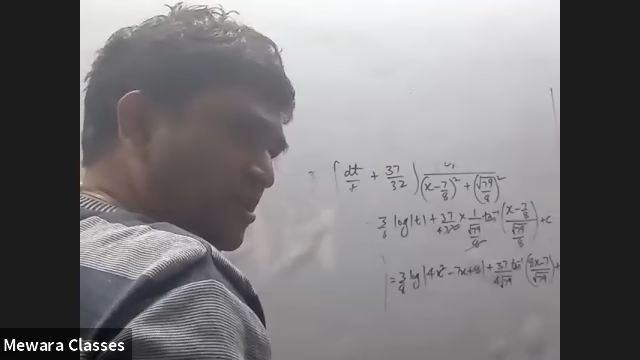 = ∫ dt/t + 37/32 ∫ dx/((x-7/8)² + (√79/8)²)
3/8 log|t| + 37/32 × 1/(√79/8) tan⁻¹ ((x-7/8)/(√79/8)) + c
= 3/8 log|4x²-7x+8| + 37/4√79 tan⁻¹ (8x-7/√79) +
Mewara Classes